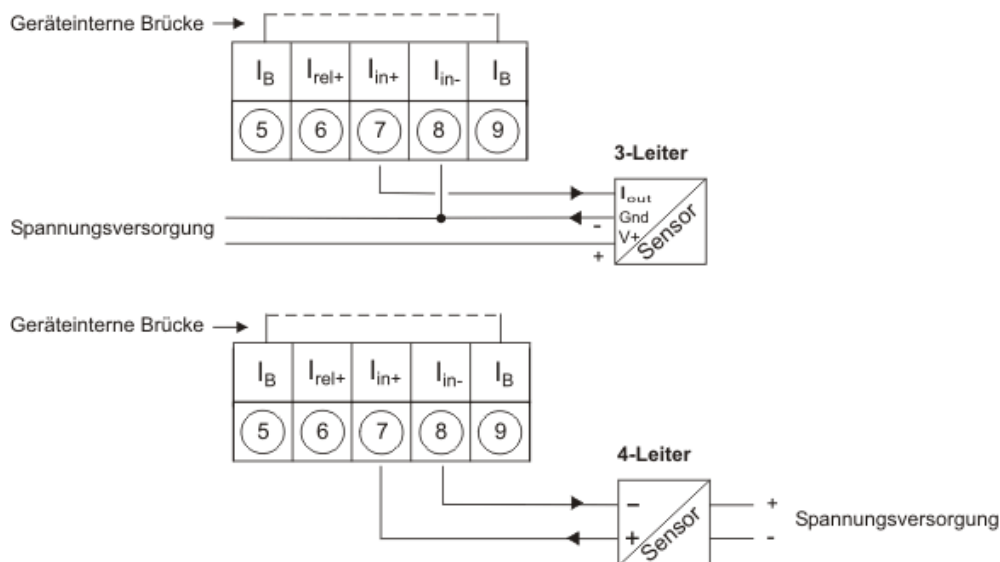 Geräteinterne Brücke
I_B I_rel+ I_in+ I_in- I_B
5 6 7 8 9
3-Leiter
I_out
Gnd
-
V+
+
Sensor
Spannungsversorgung
Geräteinterne Brücke
I_B I_rel+ I_in+ I_in- I_B
5 6 7 8 9
4-Leiter
- +
+ -
Sensor
Spannungsversorgung